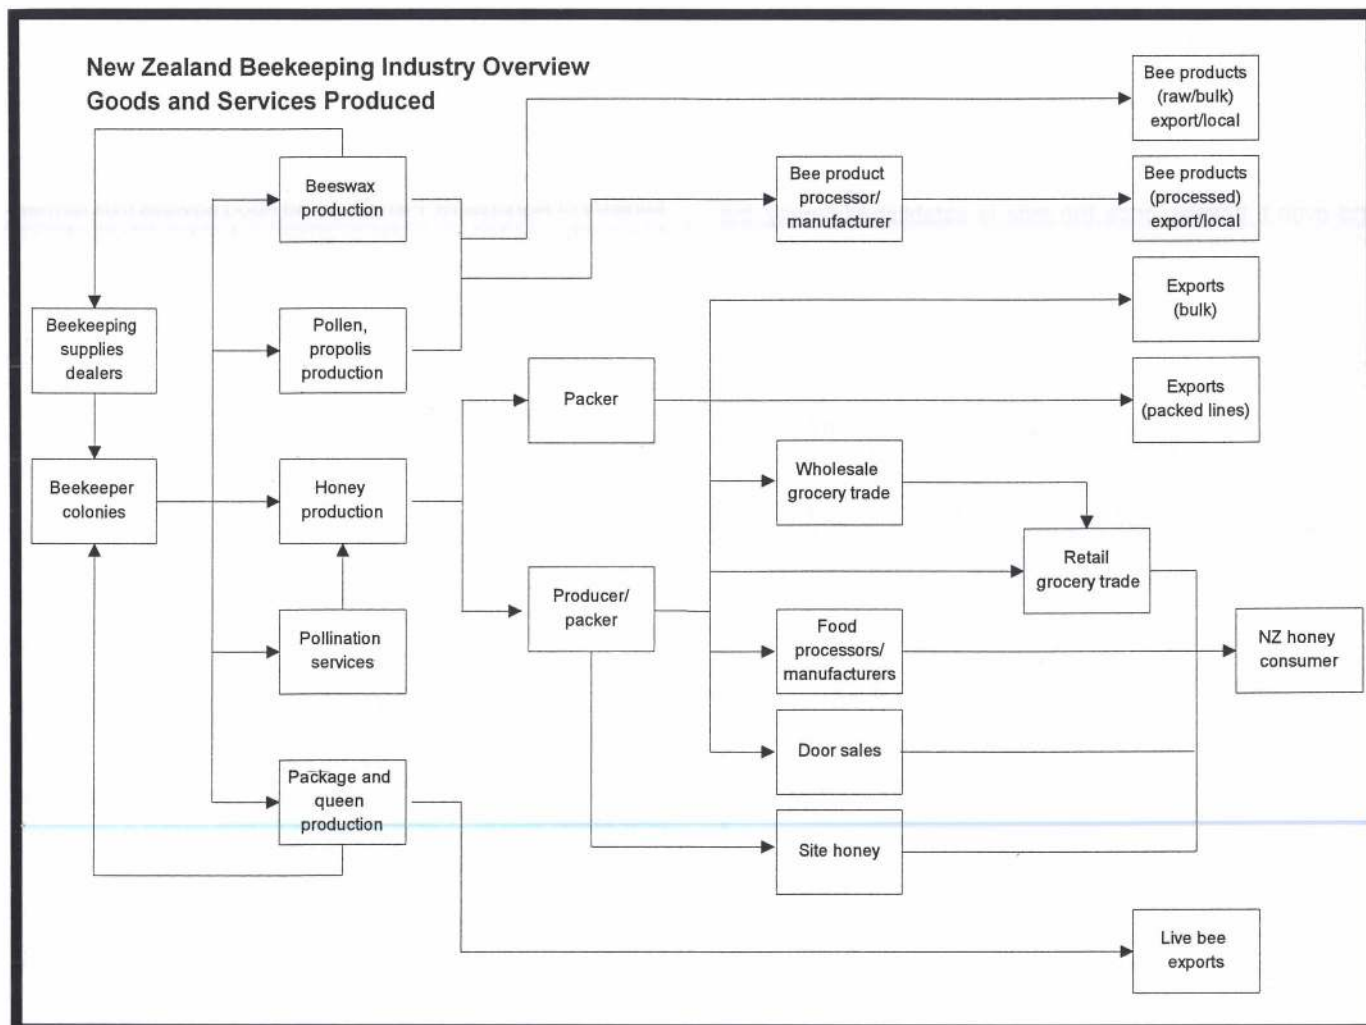 New Zealand Beekeeping Industry Overview
Goods and Services Produced
Bee products
(raw/bulk)
export/local
Beeswax
production
Bee product
processor/
manufacturer
Bee products
(processed)
export/local
Exports
(bulk)
Beekeeping
supplies
dealers
Pollen,
propolis
production
Packer
Exports
(packed lines)
Beekeeper
colonies
Honey
production
Wholesale
grocery trade
Retail
grocery trade
Producer/
packer
Pollination
services
Food
processors/
manufacturers
NZ honey
consumer
Door sales
Package and
queen
production
Site honey
Live bee
exports